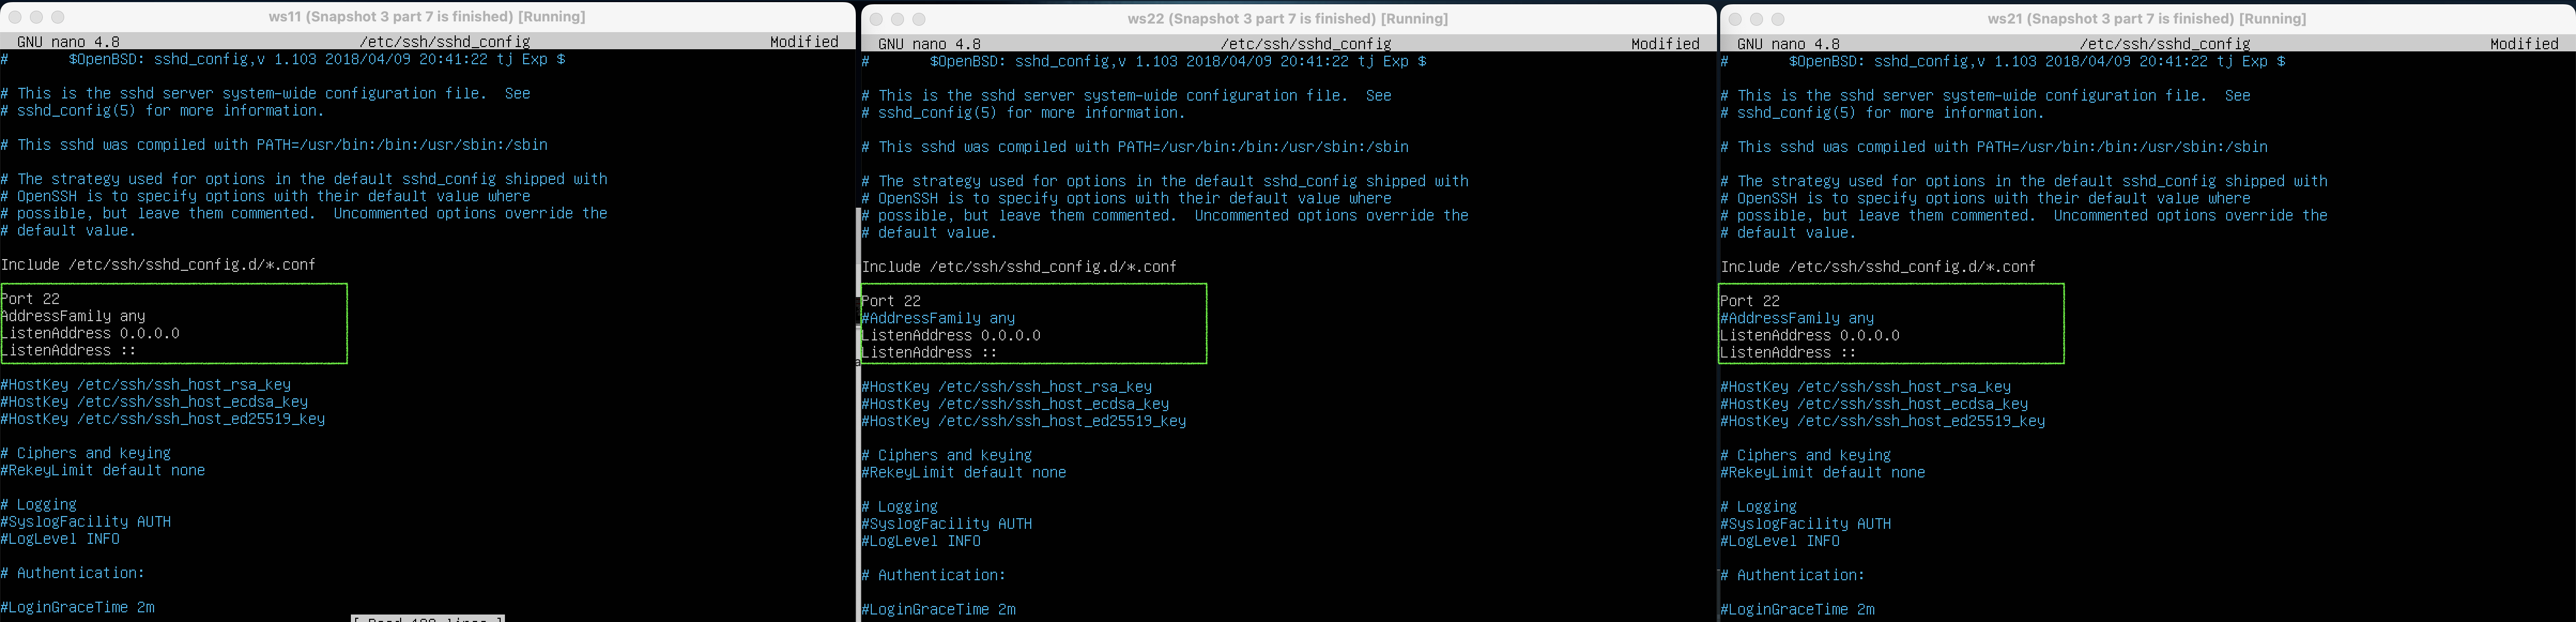 ws11 (Snapshot 3 part 7 is finished) [Running]
GNU nano 4.8 /etc/ssh/sshd_config Modified
# $OpenBSD: sshd_config,v 1.103 2018/04/09 20:41:22 tj Exp $
# This is the sshd server system-wide configuration file. See
# sshd_config(5) for more information.
# This sshd was compiled with PATH=/usr/bin:/bin:/usr/sbin:/sbin
# The strategy used for options in the default sshd_config shipped with
# OpenSSH is to specify options with their default value where
# possible, but leave them commented. Uncommented options override the
# default value.
Include /etc/ssh/sshd_config.d/*.conf
Port 22
AddressFamily any
ListenAddress 0.0.0.0
ListenAddress ::
#HostKey /etc/ssh/ssh_host_rsa_key
#HostKey /etc/ssh/ssh_host_ecdsa_key
#HostKey /etc/ssh/ssh_host_ed25519_key
# Ciphers and keying
#RekeyLimit default none
# Logging
#SyslogFacility AUTH
#LogLevel INFO
# Authentication:
#LoginGraceTime 2m
ws22 (Snapshot 3 part 7 is finished) [Running]
GNU nano 4.8 /etc/ssh/sshd_config Modified
# $OpenBSD: sshd_config,v 1.103 2018/04/09 20:41:22 tj Exp $
# This is the sshd server system-wide configuration file. See
# sshd_config(5) for more information.
# This sshd was compiled with PATH=/usr/bin:/bin:/usr/sbin:/sbin
# The strategy used for options in the default sshd_config shipped with
# OpenSSH is to specify options with their default value where
# possible, but leave them commented. Uncommented options override the
# default value.
Include /etc/ssh/sshd_config.d/*.conf
Port 22
#AddressFamily any
ListenAddress 0.0.0.0
ListenAddress ::
#HostKey /etc/ssh/ssh_host_rsa_key
#HostKey /etc/ssh/ssh_host_ecdsa_key
#HostKey /etc/ssh/ssh_host_ed25519_key
# Ciphers and keying
#RekeyLimit default none
# Logging
#SyslogFacility AUTH
#LogLevel INFO
# Authentication:
#LoginGraceTime 2m
ws21 (Snapshot 3 part 7 is finished) [Running]
GNU nano 4.8 /etc/ssh/sshd_config Modified
# $OpenBSD: sshd_config,v 1.103 2018/04/09 20:41:22 tj Exp $
# This is the sshd server system-wide configuration file. See
# sshd_config(5) for more information.
# This sshd was compiled with PATH=/usr/bin:/bin:/usr/sbin:/sbin
# The strategy used for options in the default sshd_config shipped with
# OpenSSH is to specify options with their default value where
# possible, but leave them commented. Uncommented options override the
# default value.
Include /etc/ssh/sshd_config.d/*.conf
Port 22
#AddressFamily any
ListenAddress 0.0.0.0
ListenAddress ::
#HostKey /etc/ssh/ssh_host_rsa_key
#HostKey /etc/ssh/ssh_host_ecdsa_key
#HostKey /etc/ssh/ssh_host_ed25519_key
# Ciphers and keying
#RekeyLimit default none
# Logging
#SyslogFacility AUTH
#LogLevel INFO
# Authentication:
#LoginGraceTime 2m